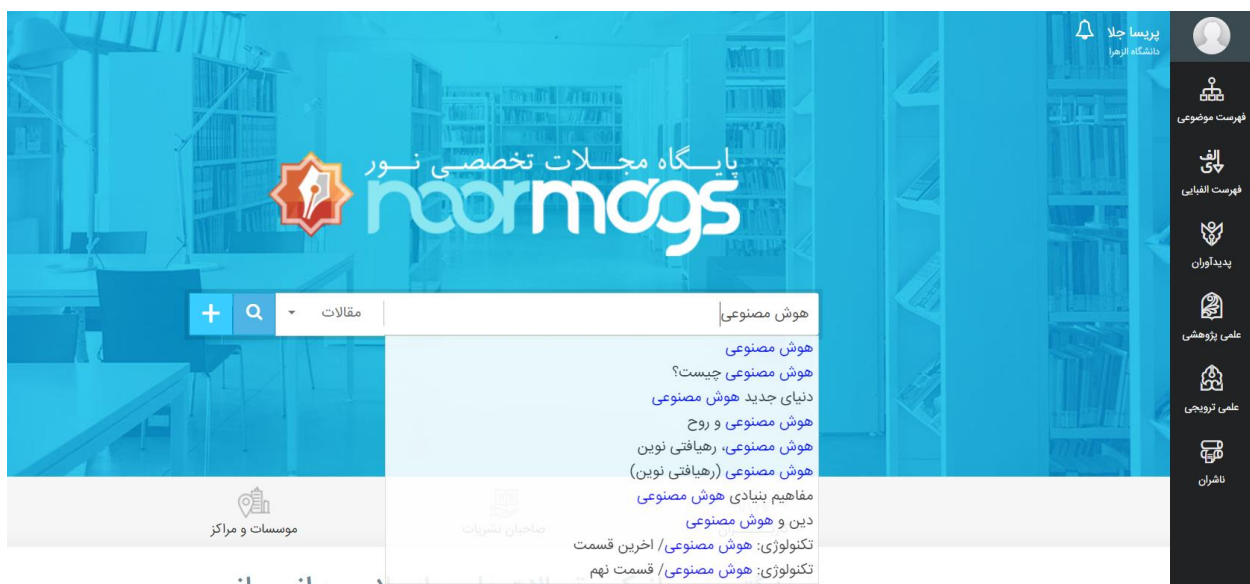 پریسا جلا
دانشگاه الزهرا
فهرست موضوعی
الف
ی
فهرست الفبایی
پدیدآوران
علمی پژوهشی
علمی ترویجی
ناشران
پایگاه مجلات تخصصی نور
noormags
هوش مصنوعی
مقالات
هوش مصنوعی
هوش مصنوعی چیست؟
دنیای جدید هوش مصنوعی
هوش مصنوعی و روح
هوش مصنوعی، رهیافتی نوین
هوش مصنوعی (رهیافتی نوین)
مفاهیم بنیادی هوش مصنوعی
دین و هوش مصنوعی
تکنولوژی: هوش مصنوعی/ اخرین قسمت
تکنولوژی: هوش مصنوعی/ قسمت نهم
صاحبان نشریات
موسسات و مراکز